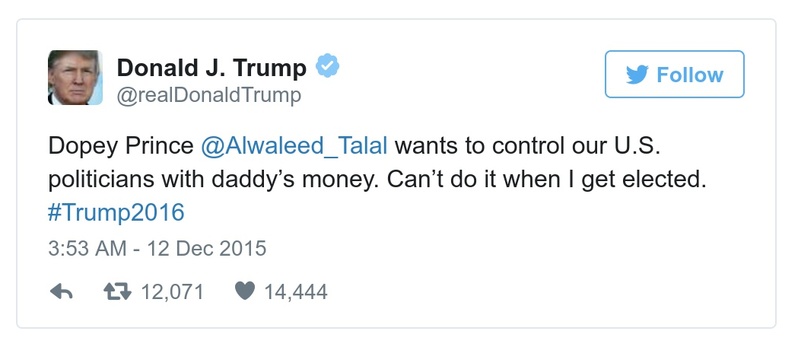 Donald J. Trump
@realDonaldTrump
Follow
Dopey Prince @Alwaleed_Talal wants to control our U.S.
politicians with daddy’s money. Can’t do it when I get elected.
#Trump2016
3:53 AM - 12 Dec 2015
12,071 14,444